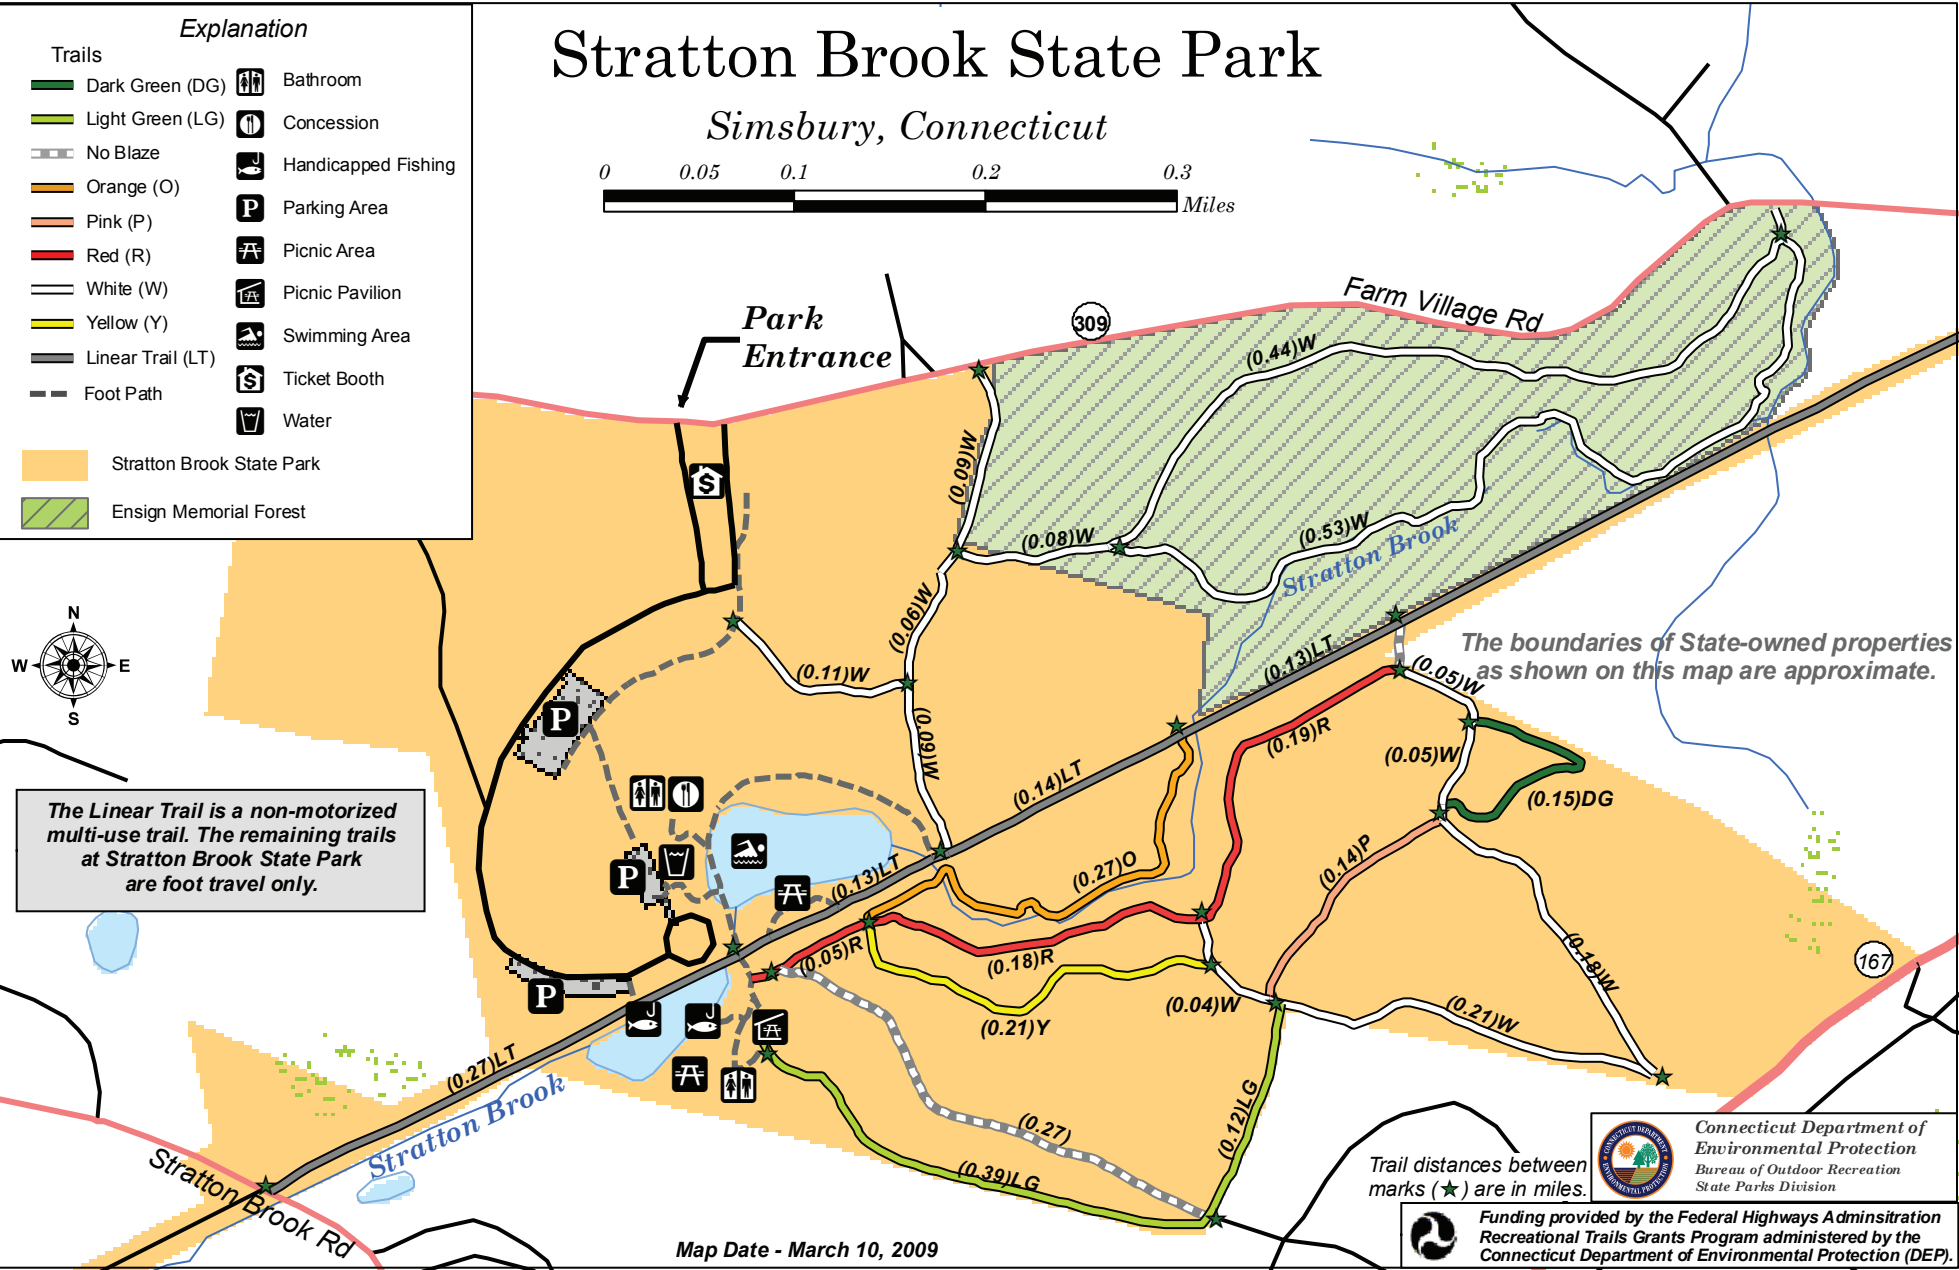 Explanation
Trails
Dark Green (DG)
Light Green (LG)
No Blaze
Orange (O)
Pink (P)
Red (R)
White (W)
Yellow (Y)
Linear Trail (LT)
Foot Path
Bathroom
Concession
Handicapped Fishing
P
Parking Area
Picnic Area
Picnic Pavilion
Swimming Area
$
Ticket Booth
Water
Stratton Brook State Park
Ensign Memorial Forest
Stratton Brook State Park
Simsbury, Connecticut
0 0.05 0.1 0.2 0.3
Miles
Park
Entrance
309
Farm Village Rd
(0.44)W
(0.09)W
$
(0.08)W
(0.53)W
Stratton Brook
(0.06)W
N
W E
S
(0.11)W
(0.13)LT
The boundaries of State-owned properties
as shown on this map are approximate.
(0.05)W
P
(0.09)W
(0.19)R
(0.05)W
(0.14)LT
(0.15)DG
The Linear Trail is a non-motorized
multi-use trail. The remaining trails
at Stratton Brook State Park
are foot travel only.
P
(0.13)LT
(0.27)O
(0.14)P
(0.05)R
(0.18)R
(0.18)W
167
P
(0.21)Y
(0.04)W
(0.21)W
(0.27)LT
Stratton Brook
(0.27)
(0.12)LG
(0.39)LG
Stratton Brook Rd
Trail distances between
marks ( ) are in miles.
CONNECTICUT DEPARTMENT
ENVIRONMENTAL PROTECTION
Connecticut Department of
Environmental Protection
Bureau of Outdoor Recreation
State Parks Division
Map Date - March 10, 2009
Funding provided by the Federal Highways Adminsitration
Recreational Trails Grants Program administered by the
Connecticut Department of Environmental Protection (DEP).